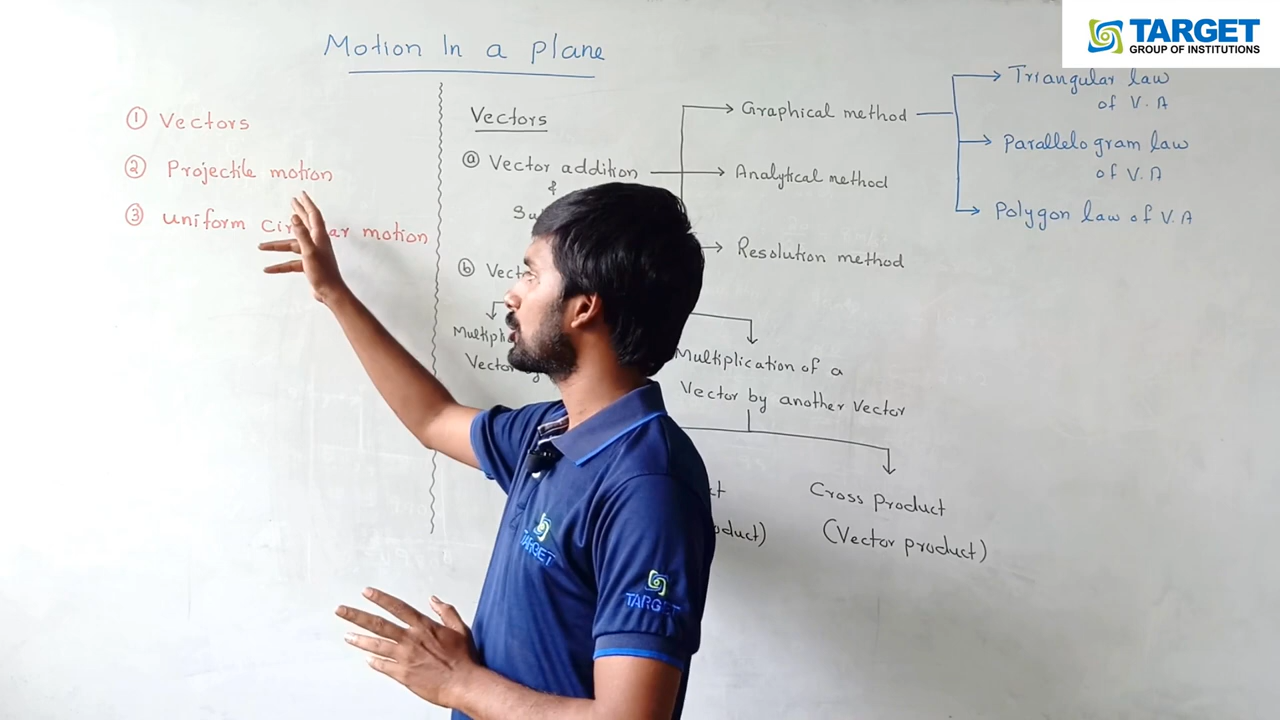 TARGET
GROUP OF INSTITUTIONS
Motion In a plane
① Vectors
② Projectile motion
③ uniform motion
Vectors
ⓐ Vector addition
&
Graphical method
Analytical method
Resolution method
Triangular law
of V.A
Parallelogram law
of V.A
Polygon law of V.A
ⓑ
Multiplication of a
Vector by another Vector
Cross product
(Vector product)
TARGET
TARGET